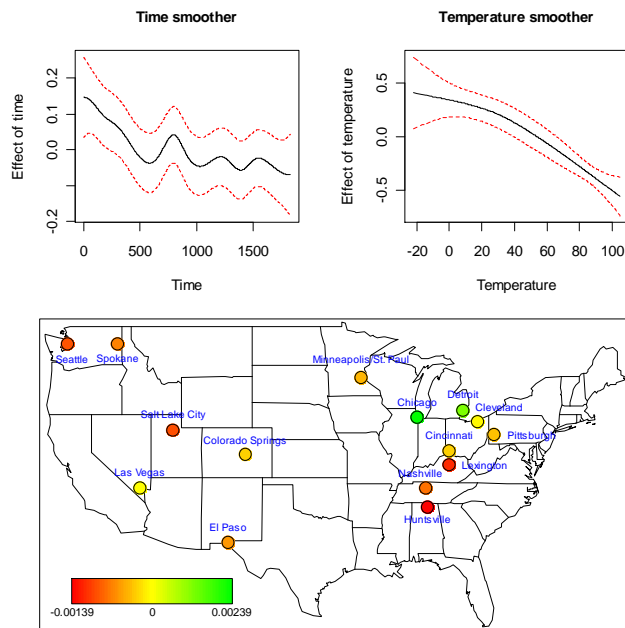 Time smoother
Temperature smoother
Effect of time
0.2
0.1
0.0
-0.2
0
500
1000
1500
Time
Effect of temperature
0.5
0.0
-0.5
-20
0
20
40
60
80
100
Temperature
Seattle
Spokane
Minneapolis/St. Paul
Salt Lake City
Colorado Springs
Las Vegas
El Paso
Chicago
Detroit
Cleveland
Cincinnati
Pittsburgh
Lexington
Nashville
Huntsville
-0.00139
0
0.00239